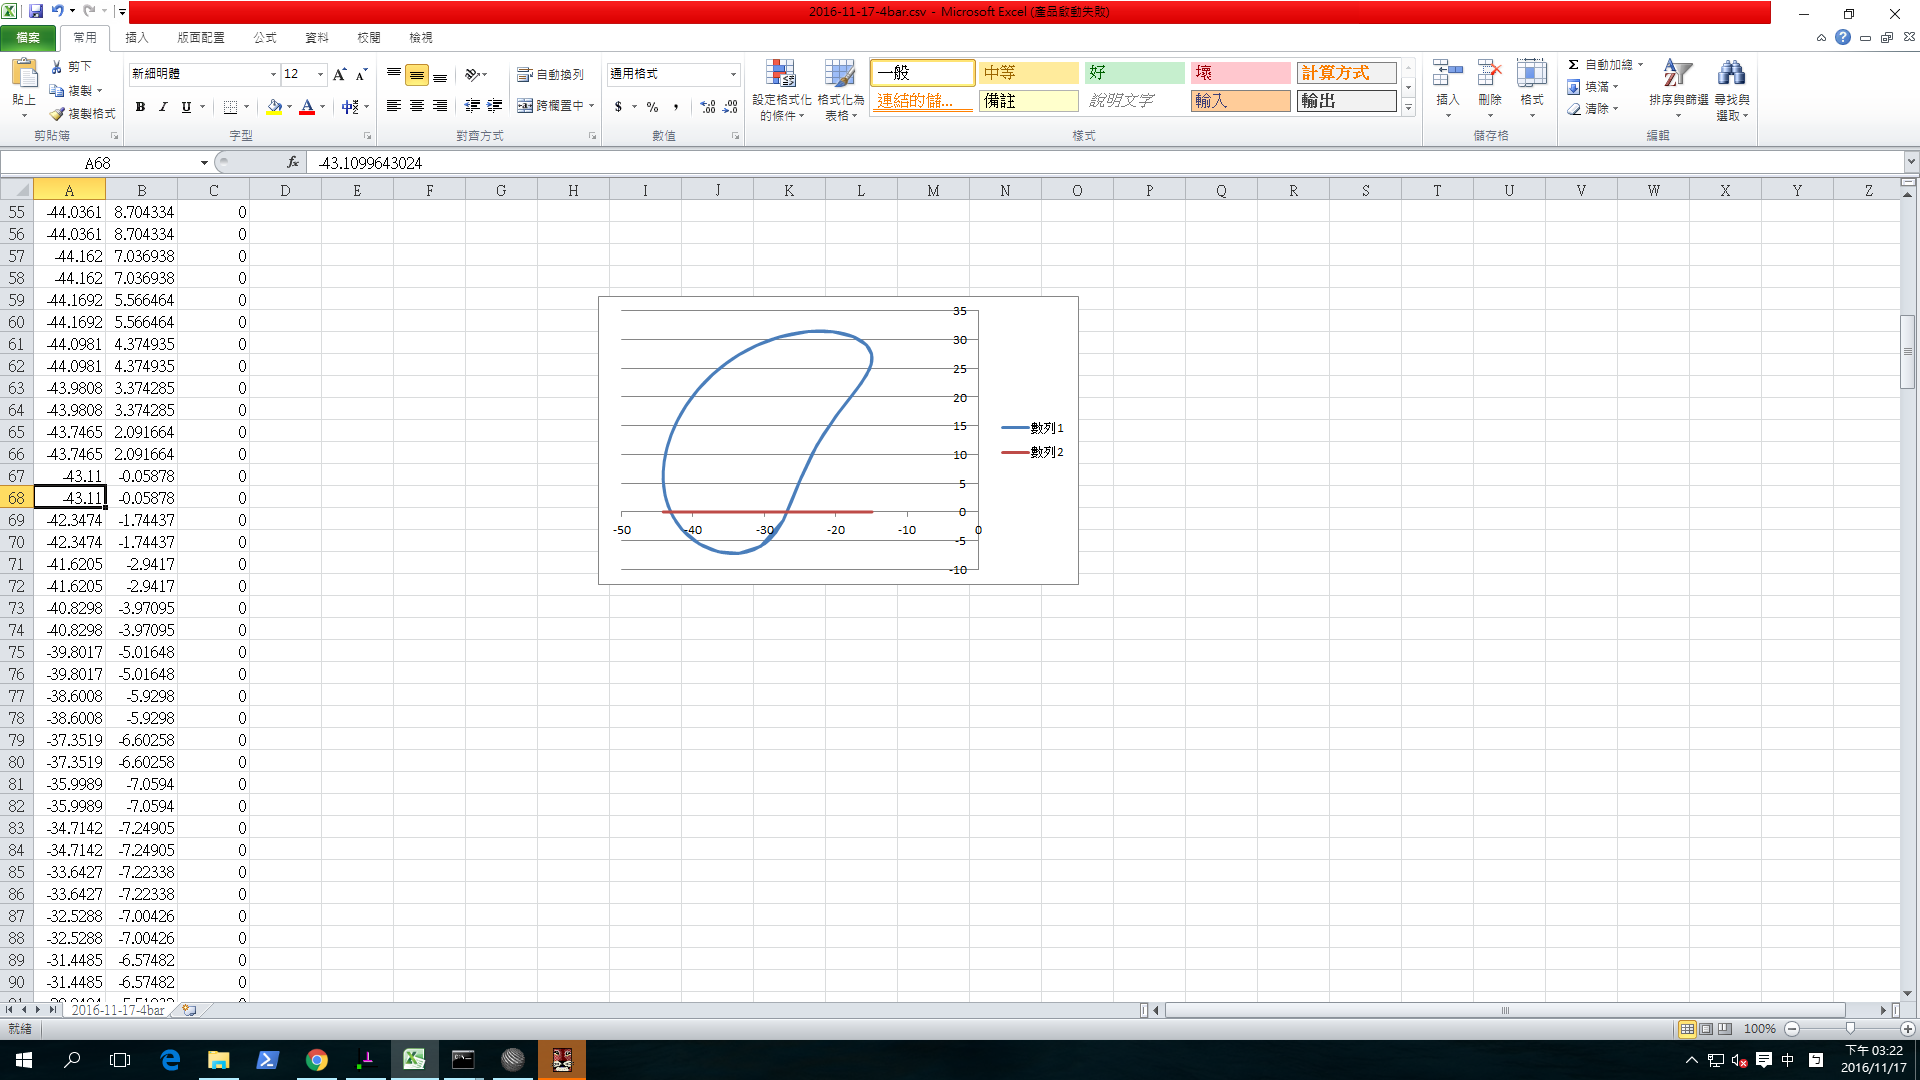 2016-11-17-4bar.csv - Microsoft Excel (產品啟動失敗)
檔案 常用 插入 版面配置 公式 資料 校閱 檢視
貼上 剪下 複製 複製格式 剪貼簿
新細明體 12 字型
自動換列 跨欄置中 對齊方式
通用格式 $ % , 數值
設定格式化的條件 格式化為表格
一般 中等 好 壞 計算方式
連結的儲... 備註 說明文字 輸入 輸出
樣式
插入 刪除 格式 儲存格
Σ 自動加總 填滿 清除 排序與篩選 尋找與選取 編輯
A68 fx -43.1099643024
A B C D E F G H I J K L M N O P Q R S T U V W X Y Z
55 -44.0361 8.704334 0
56 -44.0361 8.704334 0
57 -44.162 7.036938 0
58 -44.162 7.036938 0
59 -44.1692 5.566464 0
60 -44.1692 5.566464 0
61 -44.0981 4.374935 0
62 -44.0981 4.374935 0
63 -43.9808 3.374285 0
64 -43.9808 3.374285 0
65 -43.7465 2.091664 0
66 -43.7465 2.091664 0
67 -43.11 -0.05878 0
68 -43.11 -0.05878 0
69 -42.3474 -1.74437 0
70 -42.3474 -1.74437 0
71 -41.6205 -2.9417 0
72 -41.6205 -2.9417 0
73 -40.8298 -3.97095 0
74 -40.8298 -3.97095 0
75 -39.8017 -5.01648 0
76 -39.8017 -5.01648 0
77 -38.6008 -5.9298 0
78 -38.6008 -5.9298 0
79 -37.3519 -6.60258 0
80 -37.3519 -6.60258 0
81 -35.9989 -7.0594 0
82 -35.9989 -7.0594 0
83 -34.7142 -7.24905 0
84 -34.7142 -7.24905 0
85 -33.6427 -7.22338 0
86 -33.6427 -7.22338 0
87 -32.5288 -7.00426 0
88 -32.5288 -7.00426 0
89 -31.4485 -6.57482 0
90 -31.4485 -6.57482 0
35
30
25
20
15
10
5
0
-5
-10
-50 -40 -30 -20 -10 0
數列1
數列2
2016-11-17-4bar
就緒 100%
中
下午 03:22
2016/11/17